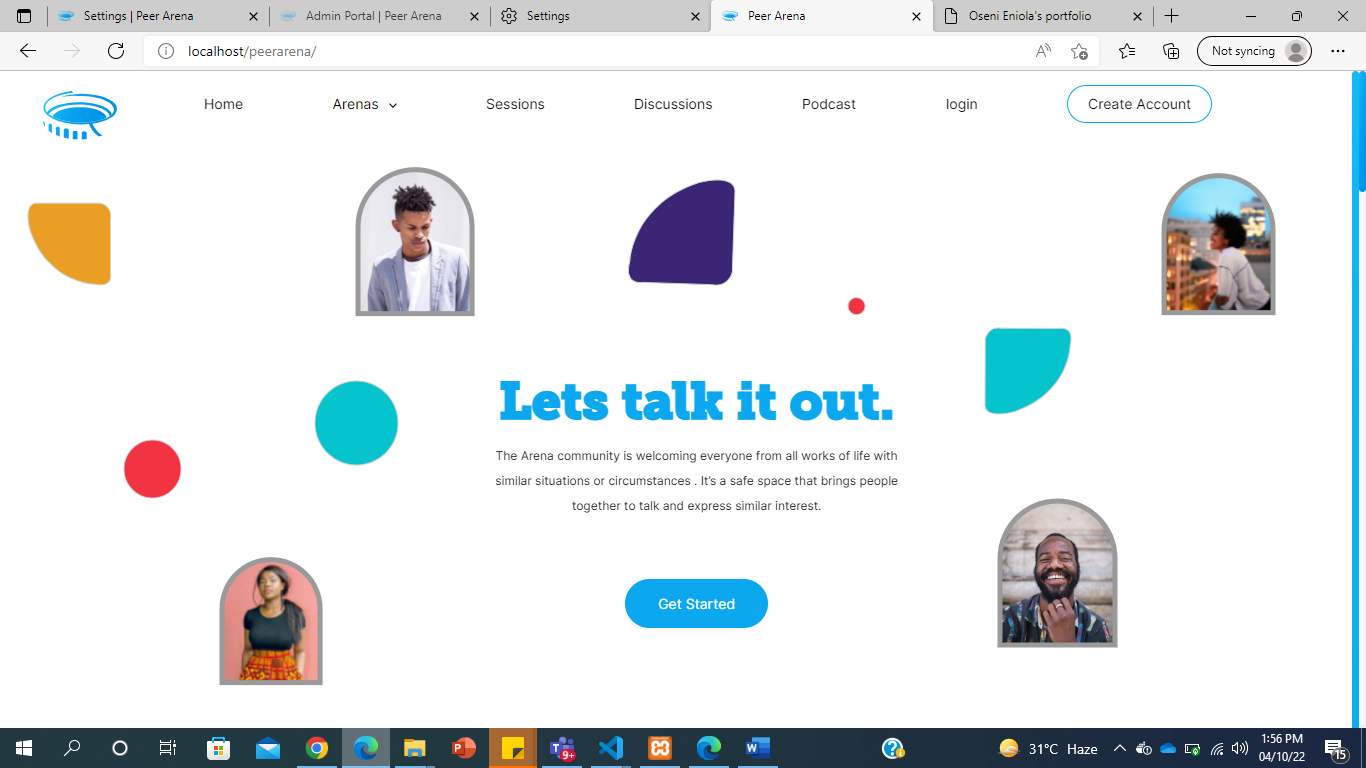 Settings | Peer Arena
Admin Portal | Peer Arena
Settings
Peer Arena
Oseni Eniola's portfolio
localhost/peerarena/
Not syncing
Home
Arenas
Sessions
Discussions
Podcast
login
Create Account
Lets talk it out.
The Arena community is welcoming everyone from all works of life with
similar situations or circumstances . It's a safe space that brings people
together to talk and express similar interest.
Get Started
9+
31°C Haze
1:56 PM
04/10/22
15